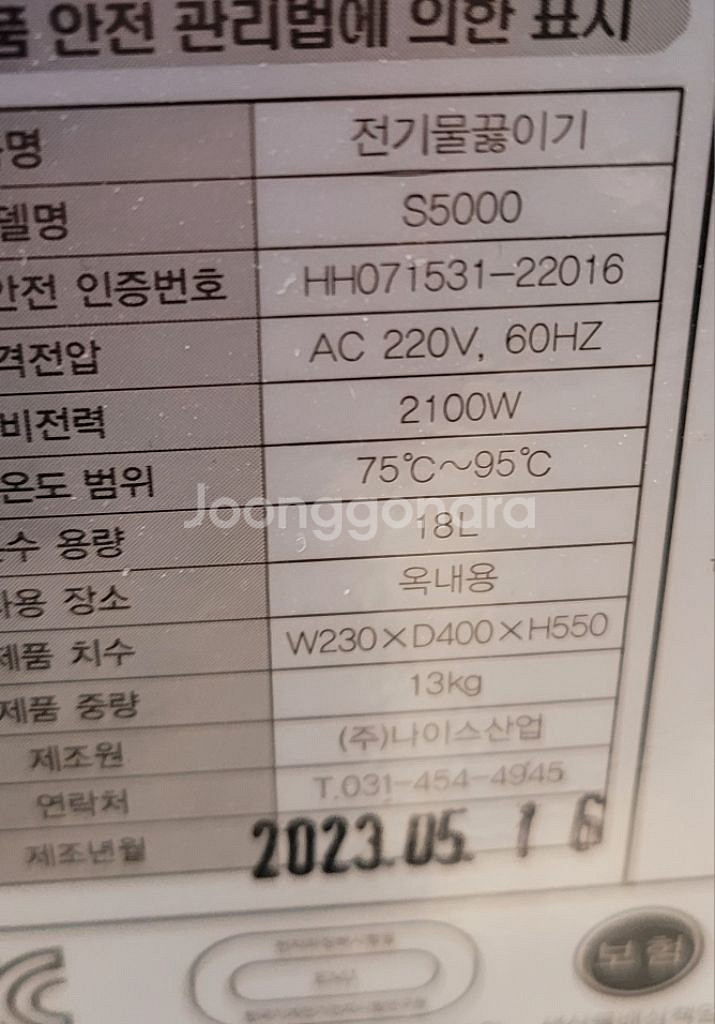 품 안전 관리법에 의한 표시
명 전기물끓이기
델명 S5000
안전 인증번호 HH071531-22016
격전압 AC 220V, 60HZ
비전력 2100W
온도 범위 75℃~95℃
수 용량 18L
Joonggonara
사용 장소 옥내용
제품 치수 W230×D400×H550
제품 중량 13kg
제조원 (주)나이스산업
연락처 T.031-454-4945
제조년월 2023.05. 16
보험